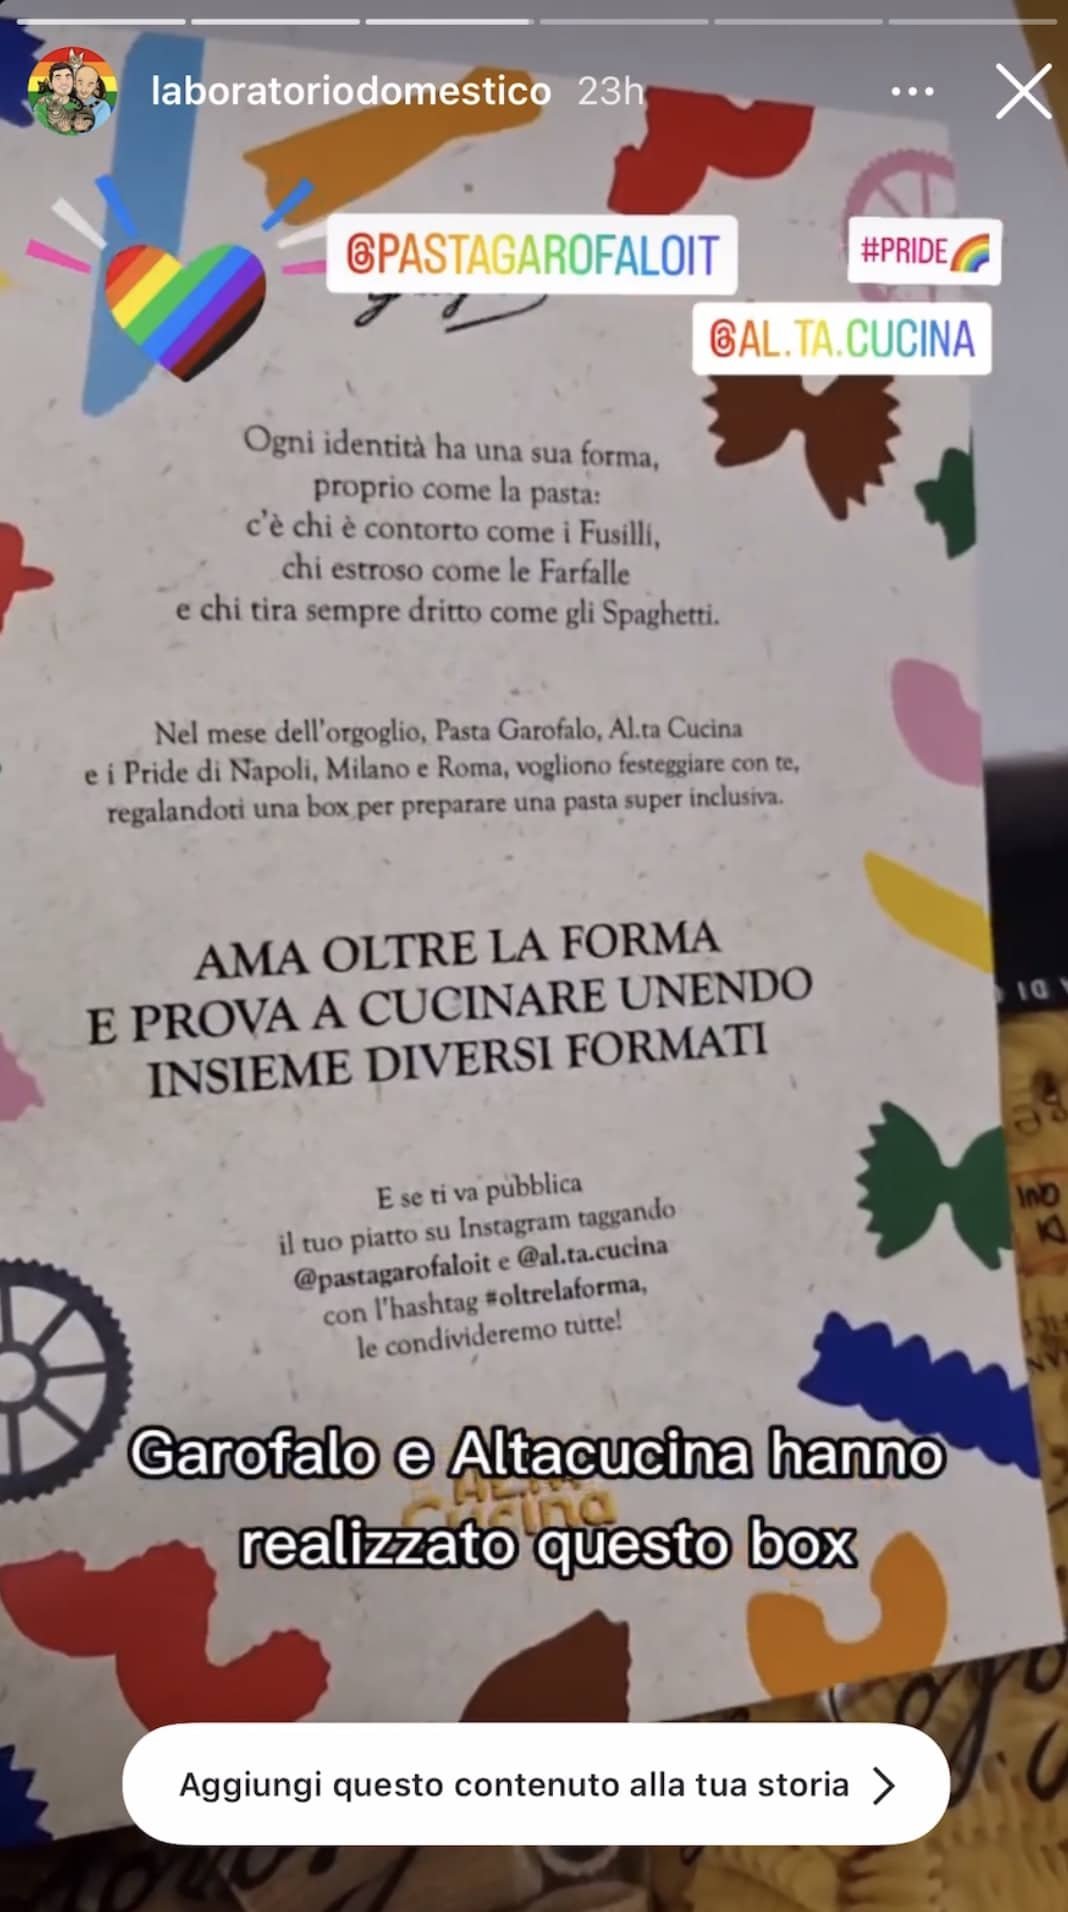 laboratoriodomestico 23h
@PASTAGAROFALOIT
#PRIDE
@AL.TA.CUCINA
Ogni identità ha una sua forma,
proprio come la pasta:
c'è chi è contorto come i Fusilli,
chi estroso come le Farfalle
e chi tira sempre dritto come gli Spaghetti.
Nel mese dell'orgoglio, Pasta Garofalo, Al.ta Cucina
e i Pride di Napoli, Milano e Roma, vogliono festeggiare con te,
regalandoti una box per preparare una pasta super inclusiva.
AMA OLTRE LA FORMA
E PROVA A CUCINARE UNENDO
INSIEME DIVERSI FORMATI
E se ti va pubblica
il tuo piatto su Instagram taggando
@pastagarofaloit e @al.ta.cucina
con l'hashtag #oltrelaforma,
le condivideremo tutte!
Garofalo e Altacucina hanno
Cucina
realizzato questo box
Aggiungi questo contenuto alla tua storia